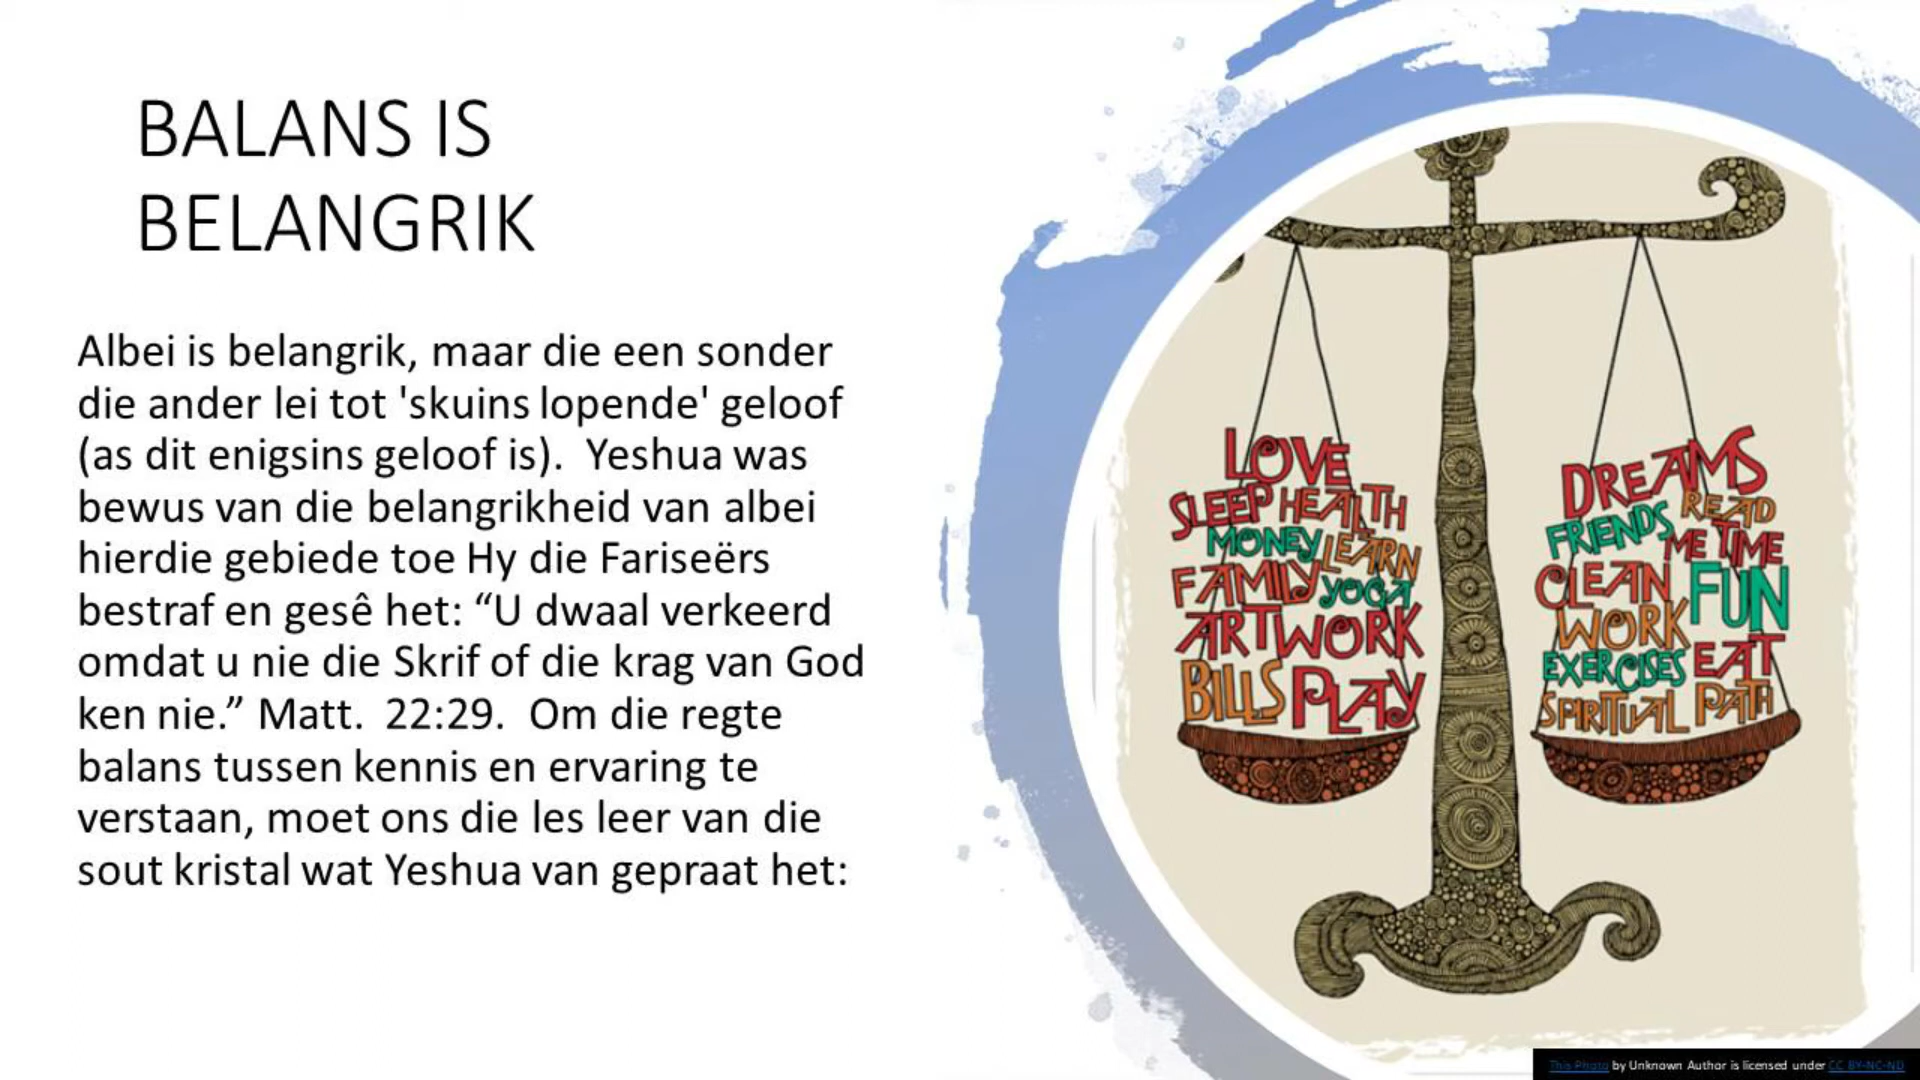 BALANS IS
BELANGRIK
Albei is belangrik, maar die een sonder
die ander lei tot 'skuins lopende' geloof
(as dit enigsins geloof is).  Yeshua was
bewus van die belangrikheid van albei
hierdie gebiede toe Hy die Fariseërs
bestraf en gesê het: “U dwaal verkeerd
omdat u nie die Skrif of die krag van God
ken nie.” Matt.  22:29.  Om die regte
balans tussen kennis en ervaring te
verstaan, moet ons die les leer van die
sout kristal wat Yeshua van gepraat het:
LOVE
SLEEP HEALTH
MONEY LEARN
FAMILY YOGA
ARTWORK
BILLS PLAY
DREAMS
READ
FRIENDS ME TIME
CLEAN FUN
WORK
EXERCISES EAT
SPIRITUAL PATH
This Photo by Unknown Author is licensed under CC BY-NC-ND